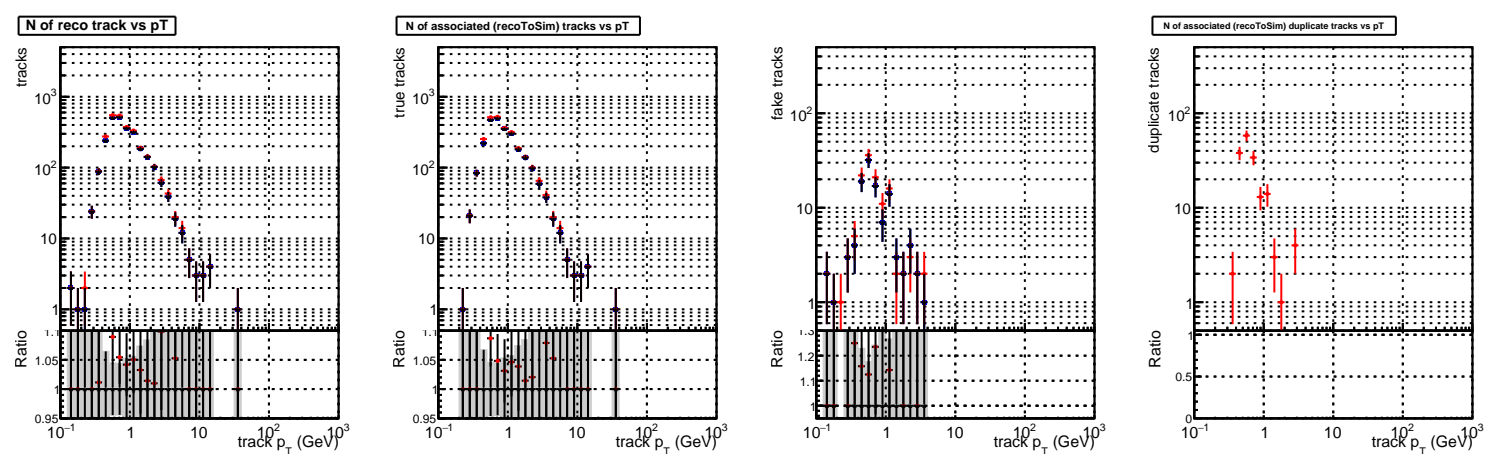 N of reco track vs pT
N of associated (recoToSim) tracks vs pT
N of associated (recoToSim) duplicate tracks vs pT
tracks
10³
10²
10
1
Ratio
1.1
1.05
1
0.95
10⁻¹ 1 10 10² 10³
track p_T (GeV)
true tracks
10³
10²
10
1
Ratio
1.1
1.05
1
0.95
10⁻¹ 1 10 10² 10³
track p_T (GeV)
fake tracks
10²
10
1
Ratio
1.3
1.2
1.1
1
10⁻¹ 1 10 10² 10³
track p_T (GeV)
duplicate tracks
10²
10
1
Ratio
1
0.5
0
10⁻¹ 1 10 10² 10³
track p_T (GeV)